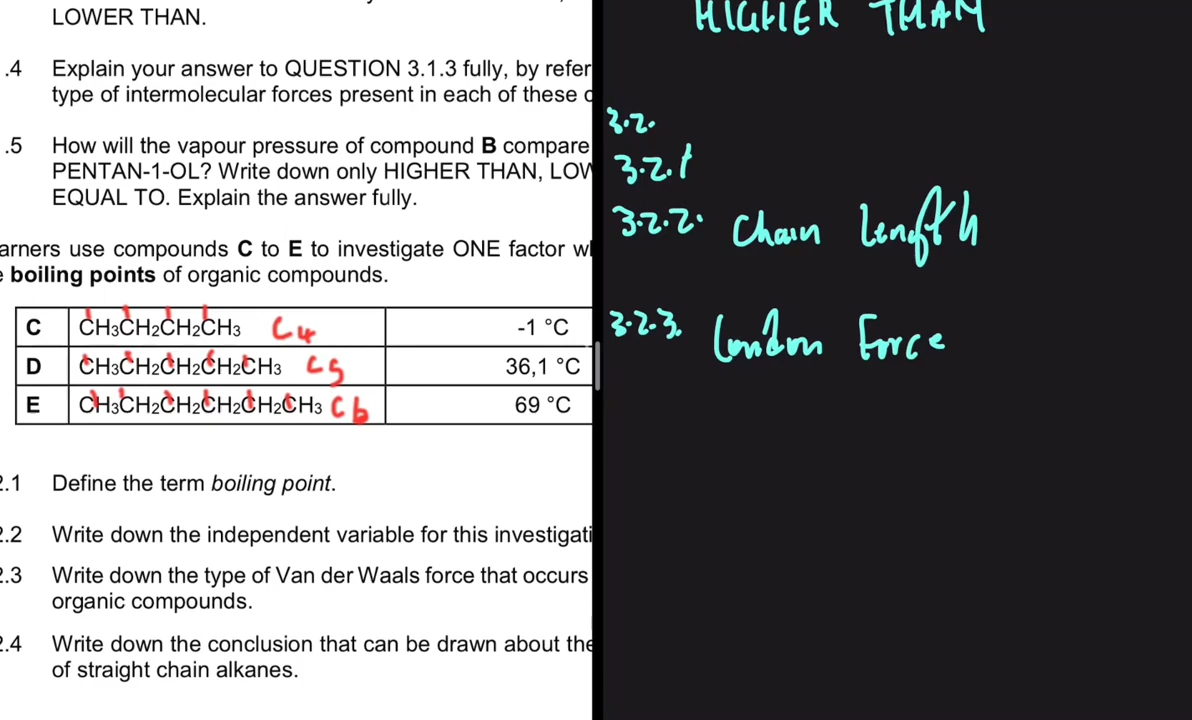 LOWER THAN.
.4 Explain your answer to QUESTION 3.1.3 fully, by refer
type of intermolecular forces present in each of these
.5 How will the vapour pressure of compound B compare
PENTAN-1-OL? Write down only HIGHER THAN, LOW
EQUAL TO. Explain the answer fully.
arners use compounds C to E to investigate ONE factor w
e boiling points of organic compounds.
C CH3CH2CH2CH3 C4 -1 °C
D CH3CH2CH2CH2CH3 C5 36,1 °C
E CH3CH2CH2CH2CH2CH3 C6 69 °C
2.1 Define the term boiling point.
2.2 Write down the independent variable for this investigati
2.3 Write down the type of Van der Waals force that occurs
organic compounds.
2.4 Write down the conclusion that can be drawn about the
of straight chain alkanes.
HIGHER THAN
3.2.
3.2.1
3.2.2. Chain Length
3.2.3. London Force